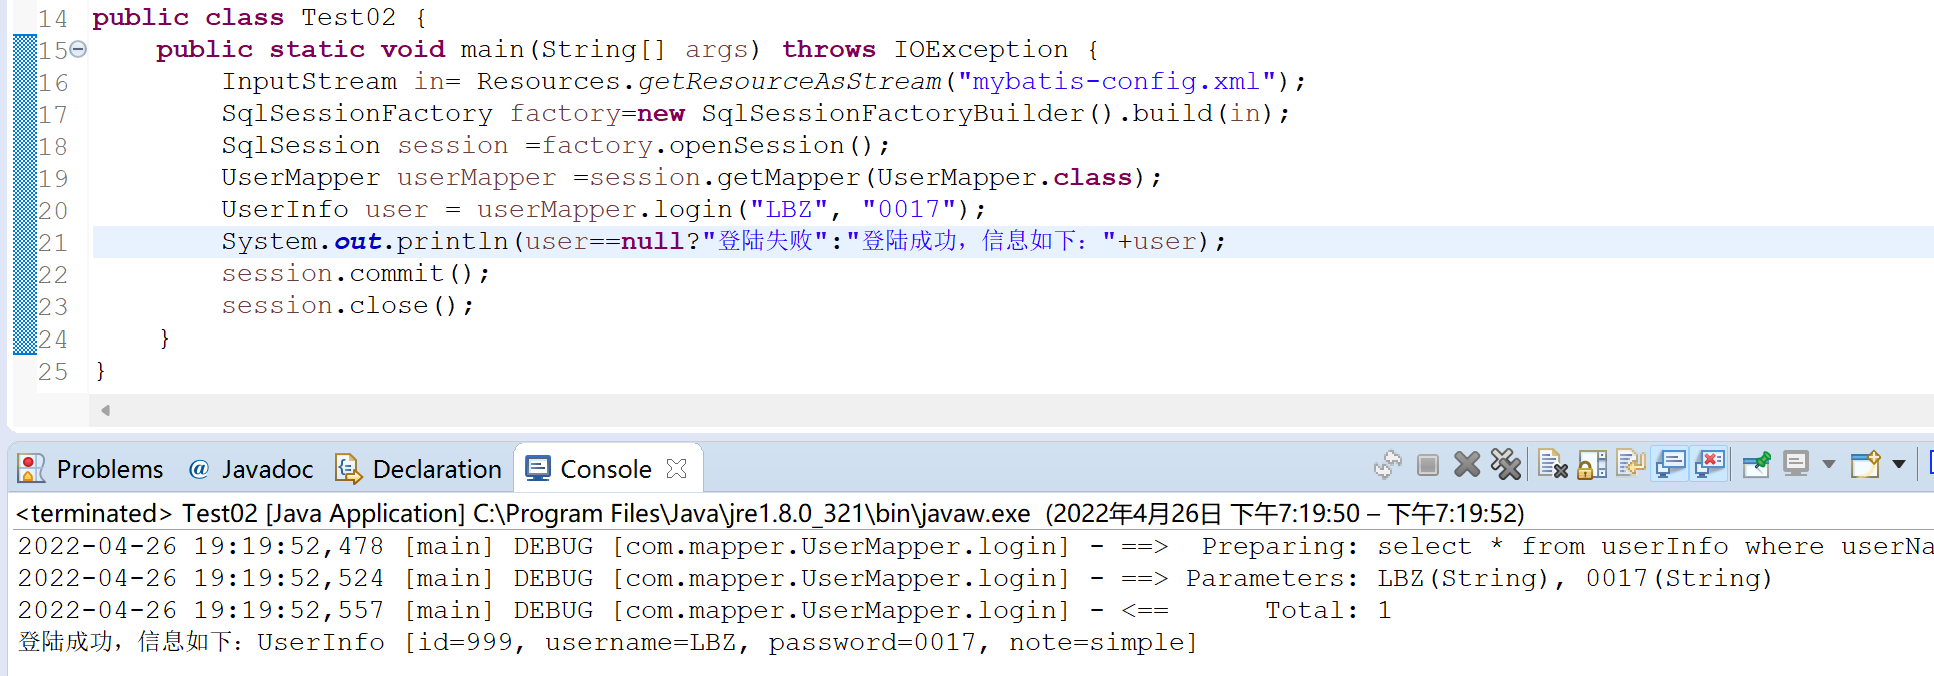 14 public class Test02 {
15 public static void main(String[] args) throws IOException {
16 InputStream in= Resources.getResourceAsStream("mybatis-config.xml");
17 SqlSessionFactory factory=new SqlSessionFactoryBuilder().build(in);
18 SqlSession session =factory.openSession();
19 UserMapper userMapper =session.getMapper(UserMapper.class);
20 UserInfo user = userMapper.login("LBZ", "0017");
21 System.out.println(user==null?"登陆失败":"登陆成功，信息如下："+user);
22 session.commit();
23 session.close();
24 }
25 }
Problems @ Javadoc Declaration Console
<terminated> Test02 [Java Application] C:\Program Files\Java\jre1.8.0_321\bin\javaw.exe (2022年4月26日 下午7:19:50 – 下午7:19:52)
2022-04-26 19:19:52,478 [main] DEBUG [com.mapper.UserMapper.login] - ==> Preparing: select * from userInfo where userNa
2022-04-26 19:19:52,524 [main] DEBUG [com.mapper.UserMapper.login] - ==> Parameters: LBZ(String), 0017(String)
2022-04-26 19:19:52,557 [main] DEBUG [com.mapper.UserMapper.login] - <== Total: 1
登陆成功，信息如下：UserInfo [id=999, username=LBZ, password=0017, note=simple]